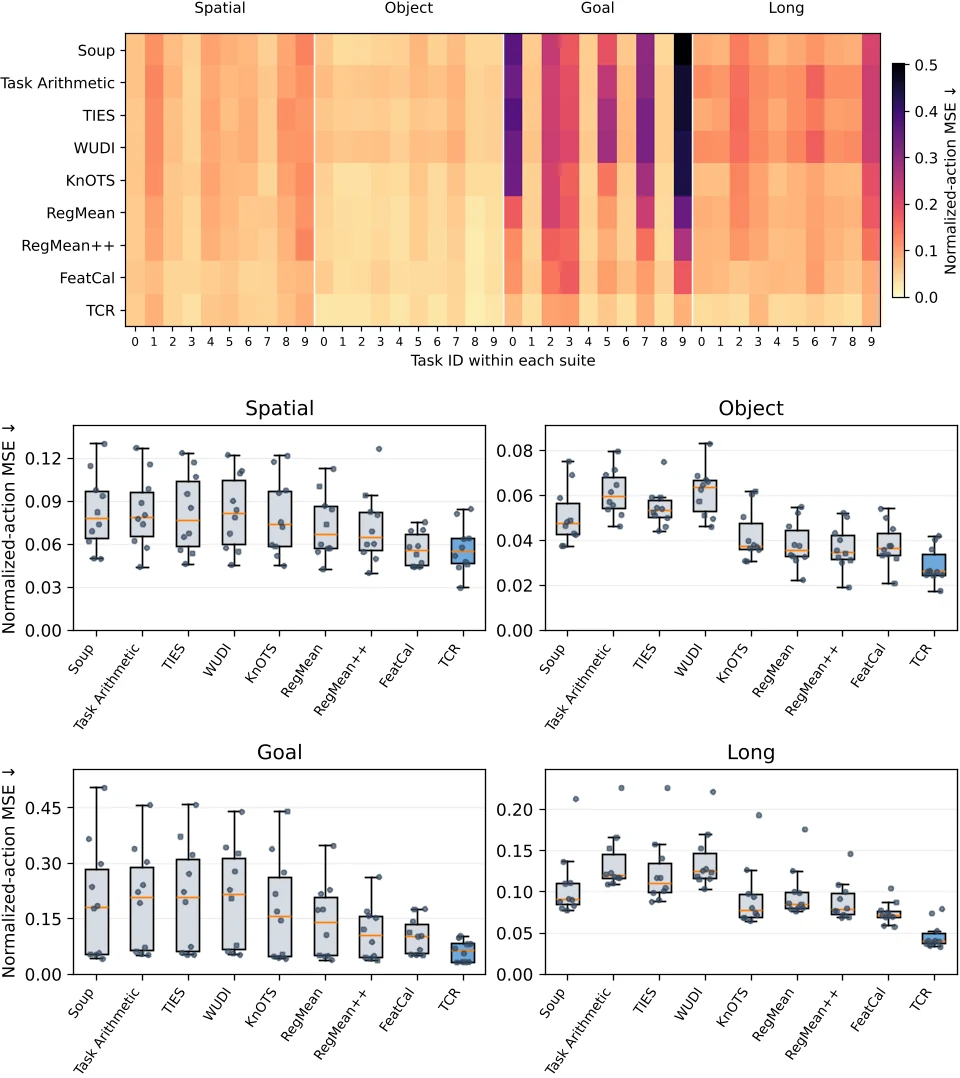 Spatial Object Goal Long
Soup
Task Arithmetic
TIES
WUDI
KnOTS
RegMean
RegMean++
FeatCal
TCR
0 1 2 3 4 5 6 7 8 9 0 1 2 3 4 5 6 7 8 9 0 1 2 3 4 5 6 7 8 9 0 1 2 3 4 5 6 7 8 9
Task ID within each suite
0.5
0.4
0.3
0.2
0.1
0.0
Normalized-action MSE ↓
Spatial
Normalized-action MSE ↓
0.12
0.09
0.06
0.03
0.00
Soup Task Arithmetic TIES WUDI KnOTS RegMean RegMean++ FeatCal TCR
Object
0.08
0.06
0.04
0.02
0.00
Soup Task Arithmetic TIES WUDI KnOTS RegMean RegMean++ FeatCal TCR
Goal
Normalized-action MSE ↓
0.45
0.30
0.15
0.00
Soup Task Arithmetic TIES WUDI KnOTS RegMean RegMean++ FeatCal TCR
Long
0.20
0.15
0.10
0.05
0.00
Soup Task Arithmetic TIES WUDI KnOTS RegMean RegMean++ FeatCal TCR